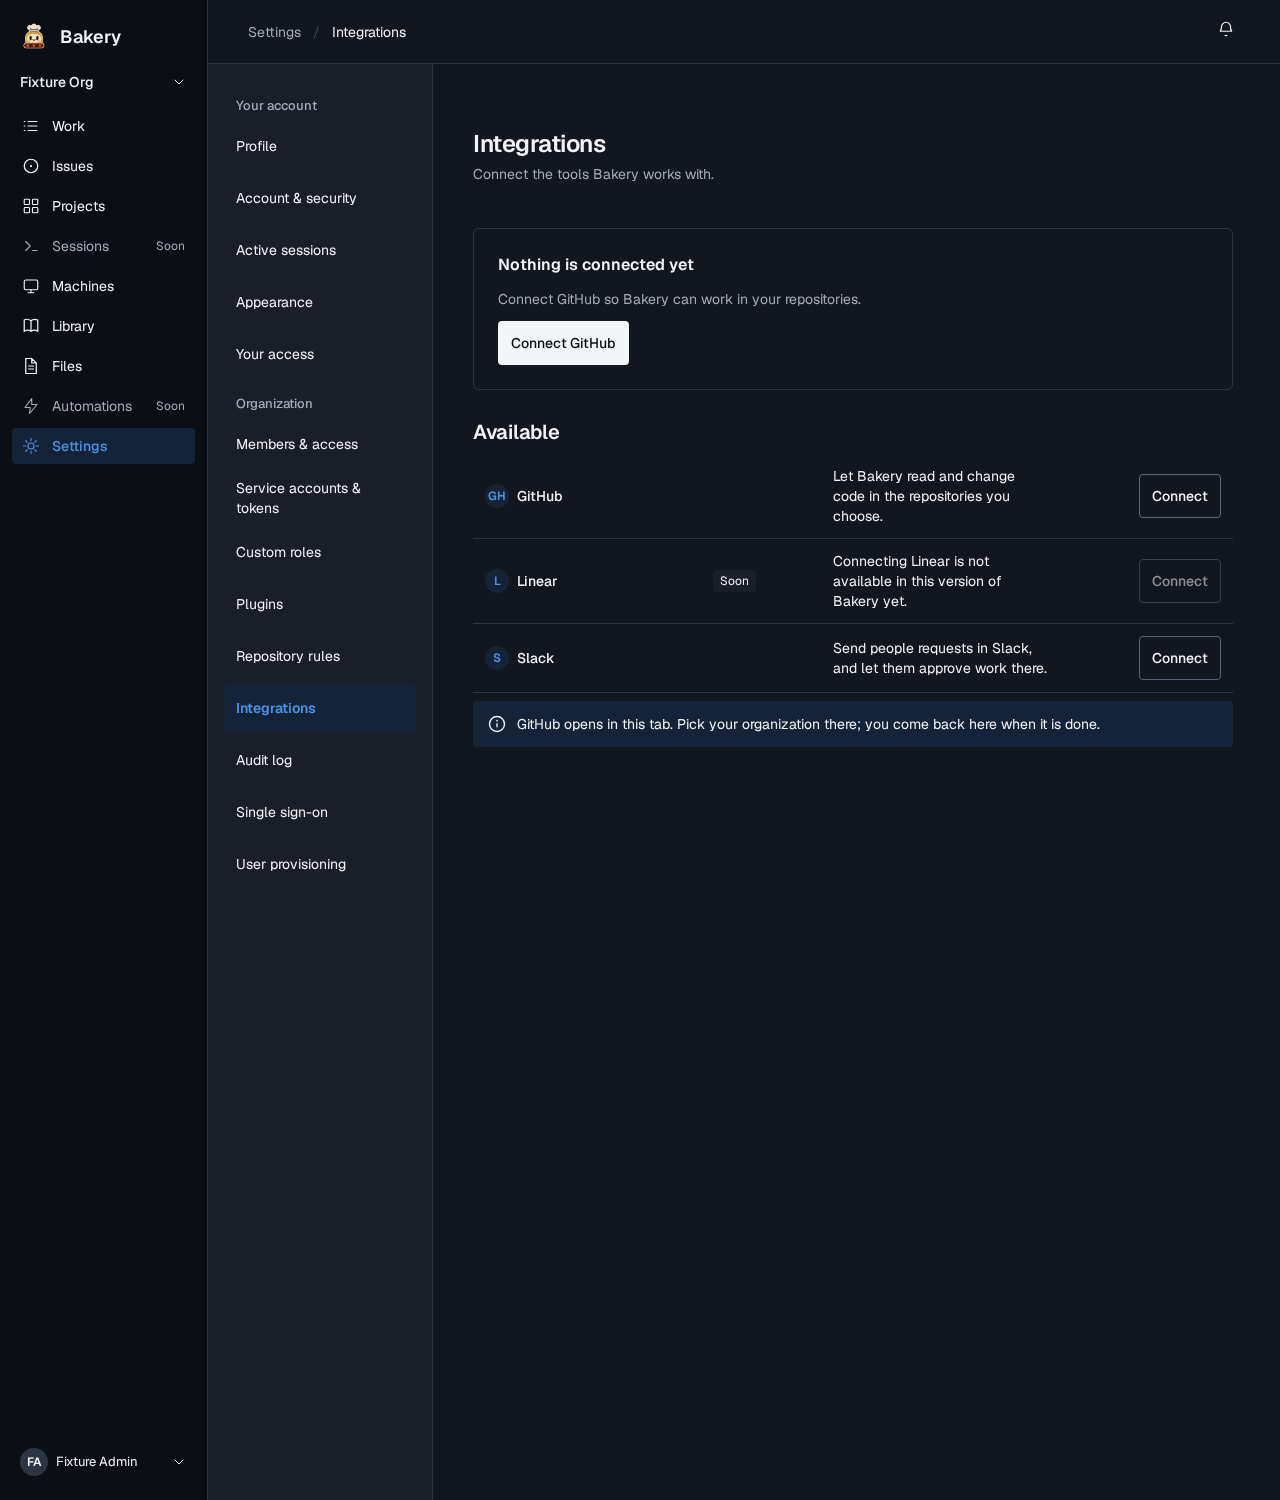 Bakery
Fixture Org
Work
Issues
Projects
Sessions Soon
Machines
Library
Files
Automations Soon
Settings
FA Fixture Admin
Settings / Integrations
Your account
Profile
Account & security
Active sessions
Appearance
Your access
Organization
Members & access
Service accounts &
tokens
Custom roles
Plugins
Repository rules
Integrations
Audit log
Single sign-on
User provisioning
Integrations
Connect the tools Bakery works with.
Nothing is connected yet
Connect GitHub so Bakery can work in your repositories.
Connect GitHub
Available
GH GitHub
Let Bakery read and change
code in the repositories you
choose.
Connect
L Linear
Soon
Connecting Linear is not
available in this version of
Bakery yet.
Connect
S Slack
Send people requests in Slack,
and let them approve work there.
Connect
GitHub opens in this tab. Pick your organization there; you come back here when it is done.